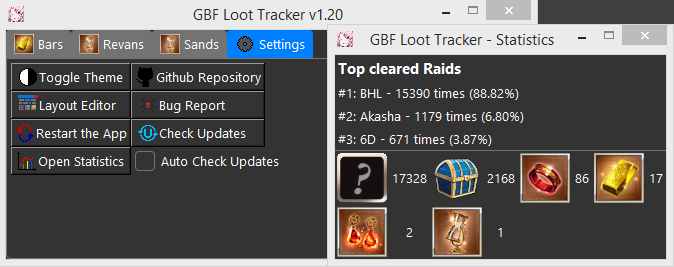 GBF Loot Tracker v1.20
Bars Revans Sands Settings
Toggle Theme Github Repository
Layout Editor Bug Report
Restart the App Check Updates
Open Statistics Auto Check Updates
GBF Loot Tracker - Statistics
Top cleared Raids
#1: BHL - 15390 times (88.82%)
#2: Akasha - 1179 times (6.80%)
#3: 6D - 671 times (3.87%)
? 17328 2168 86 17
2 1